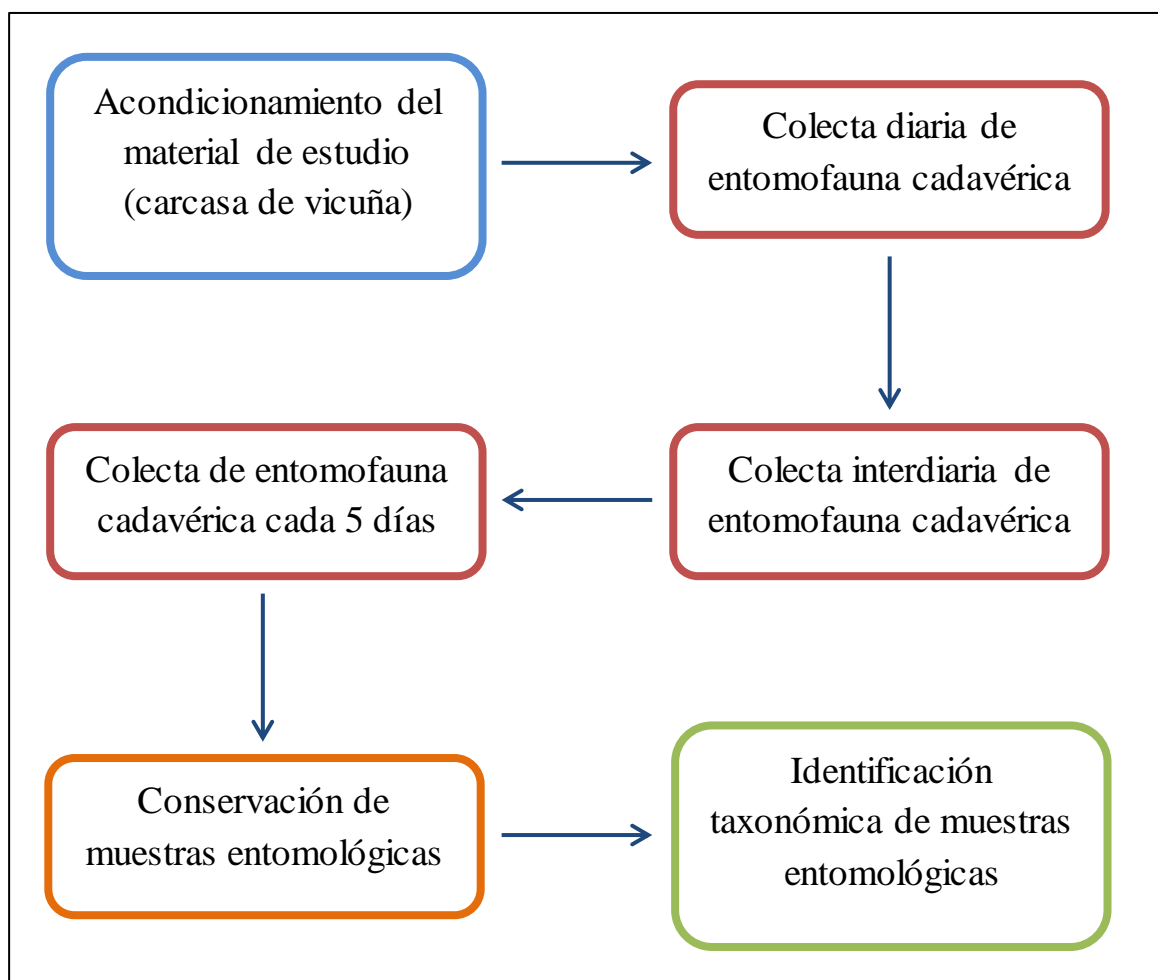 Acondicionamiento del
material de estudio
(carcasa de vicuña)
Colecta diaria de
entomofauna cadavérica
Colecta interdiaria de
entomofauna cadavérica
Colecta de entomofauna
cadavérica cada 5 días
Conservación de
muestras entomológicas
Identificación
taxonómica de muestras
entomológicas